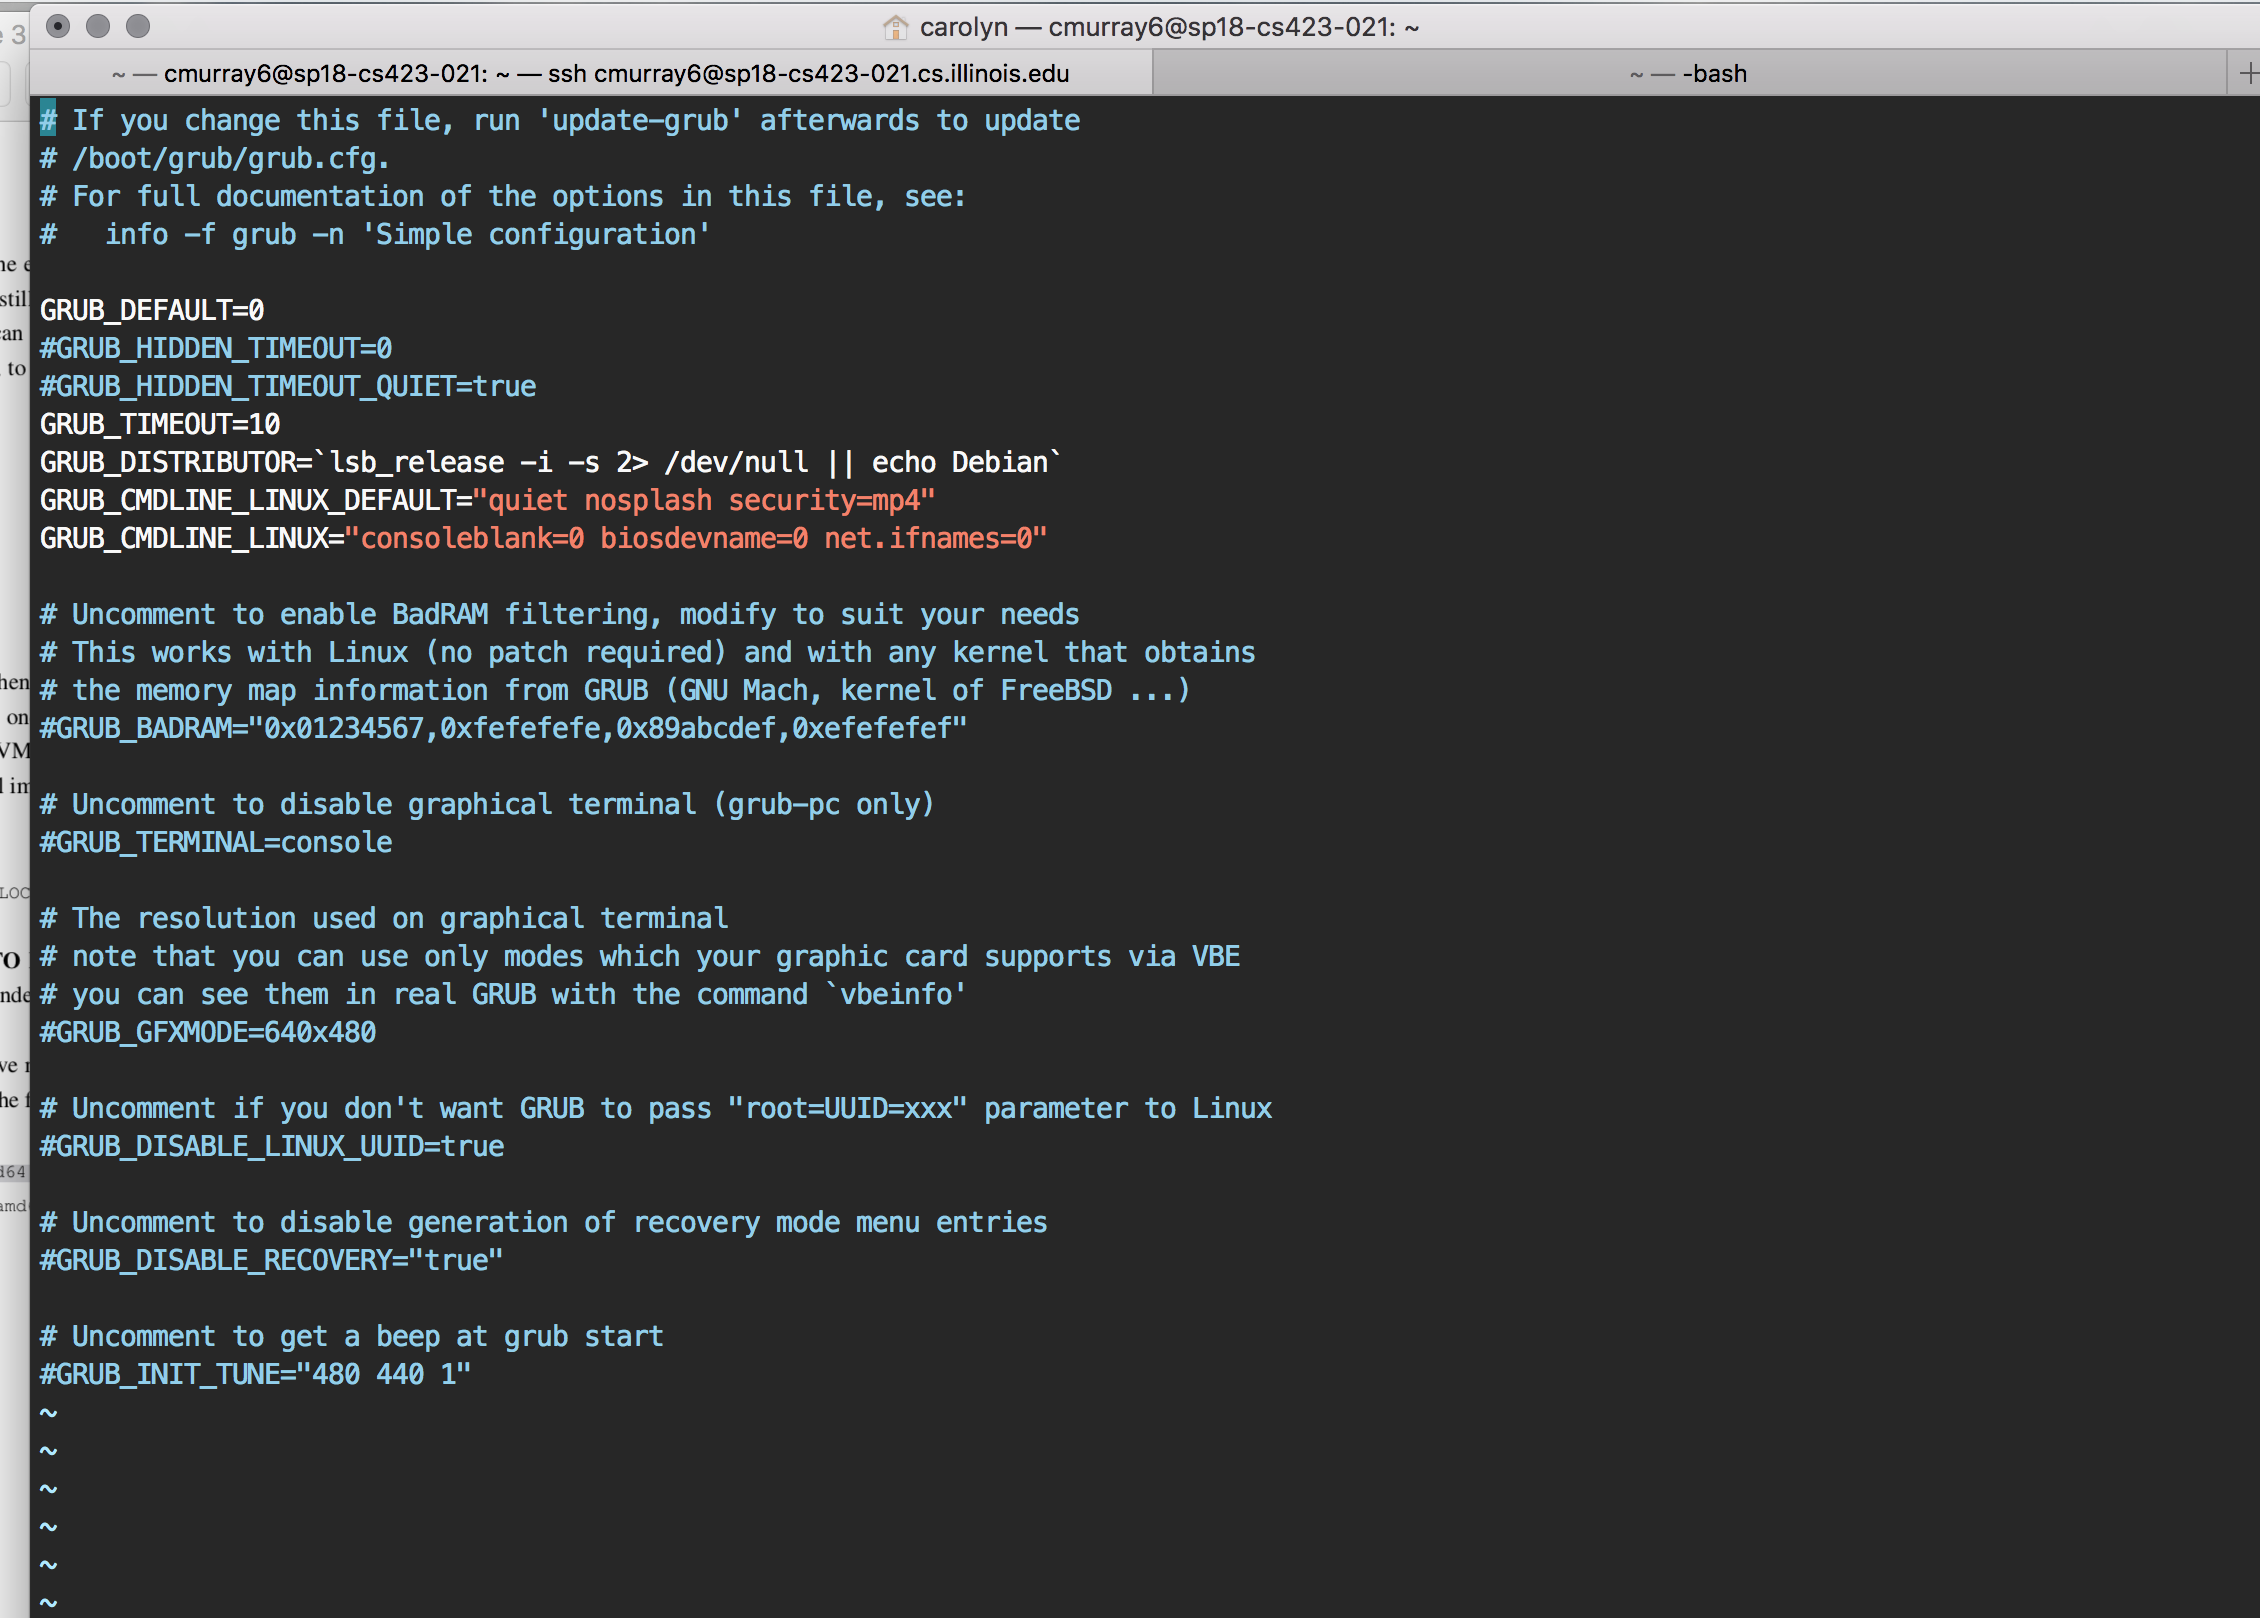 carolyn — cmurray6@sp18-cs423-021: ~
~ — cmurray6@sp18-cs423-021: ~ — ssh cmurray6@sp18-cs423-021.cs.illinois.edu
~ — -bash
# If you change this file, run 'update-grub' afterwards to update
# /boot/grub/grub.cfg.
# For full documentation of the options in this file, see:
#   info -f grub -n 'Simple configuration'
GRUB_DEFAULT=0
#GRUB_HIDDEN_TIMEOUT=0
#GRUB_HIDDEN_TIMEOUT_QUIET=true
GRUB_TIMEOUT=10
GRUB_DISTRIBUTOR=`lsb_release -i -s 2> /dev/null || echo Debian`
GRUB_CMDLINE_LINUX_DEFAULT="quiet nosplash security=mp4"
GRUB_CMDLINE_LINUX="consoleblank=0 biosdevname=0 net.ifnames=0"
# Uncomment to enable BadRAM filtering, modify to suit your needs
# This works with Linux (no patch required) and with any kernel that obtains
# the memory map information from GRUB (GNU Mach, kernel of FreeBSD ...)
#GRUB_BADRAM="0x01234567,0xfefefefe,0x89abcdef,0xefefefef"
# Uncomment to disable graphical terminal (grub-pc only)
#GRUB_TERMINAL=console
# The resolution used on graphical terminal
# note that you can use only modes which your graphic card supports via VBE
# you can see them in real GRUB with the command `vbeinfo'
#GRUB_GFXMODE=640x480
# Uncomment if you don't want GRUB to pass "root=UUID=xxx" parameter to Linux
#GRUB_DISABLE_LINUX_UUID=true
# Uncomment to disable generation of recovery mode menu entries
#GRUB_DISABLE_RECOVERY="true"
# Uncomment to get a beep at grub start
#GRUB_INIT_TUNE="480 440 1"
~
~
~
~
~
~